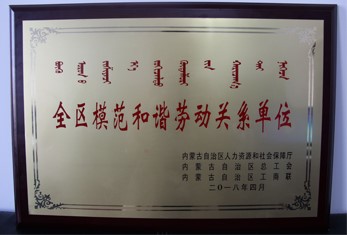 全区模范和谐劳动关系单位
内蒙古自治区人力资源和社会保障厅
内蒙古自治区总工会
内蒙古自治区工商联
二〇一八年四月